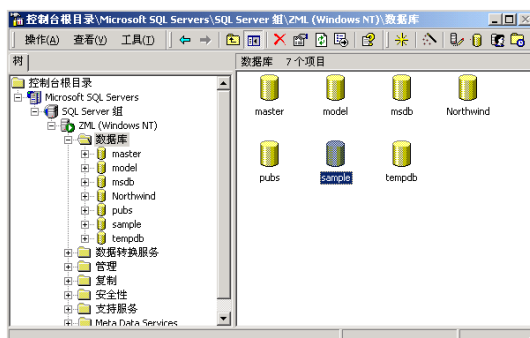 控制台根目录\Microsoft SQL Servers\SQL Server 组\ZML (Windows NT)\数据库
操作(A) 查看(V) 工具(T)
树
数据库 7 个项目
控制台根目录
Microsoft SQL Servers
SQL Server 组
ZML (Windows NT)
数据库
master
model
msdb
Northwind
pubs
sample
tempdb
数据转换服务
管理
复制
安全性
支持服务
Meta Data Services
master model msdb Northwind
pubs sample tempdb